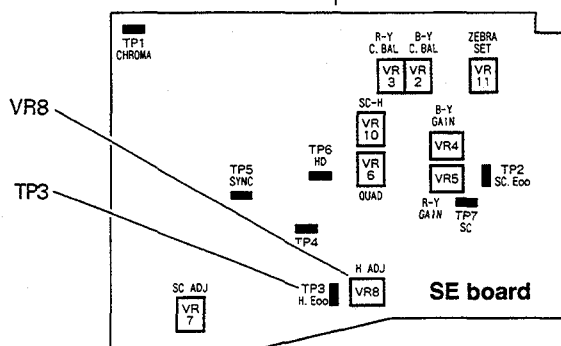 TP1
CHROMA
R-Y
C. BAL
B-Y
C. BAL
ZEBRA
SET
VR
3
VR
2
VR
11
VR8
SC-H
VR
10
B-Y
GAIN
VR4
TP6
HD
VR
6
QUAD
VR5
R-Y
GAIN
TP2
SC. Eoo
TP7
SC
TP5
SYNC
TP3
TP4
H ADJ
VR8
TP3
H. Eoo
SC ADJ
VR
7
SE board